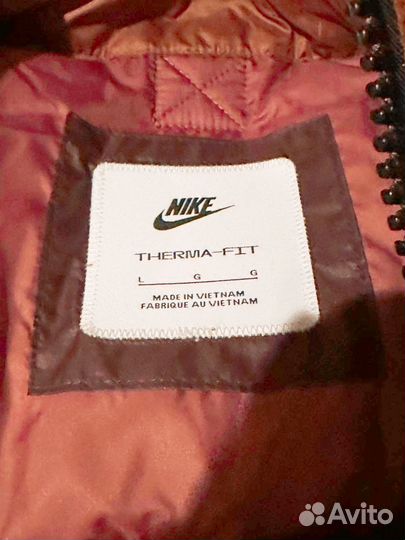 NIKE
THERMA-FIT
L G G
MADE IN VIETNAM
FABRIQUE AU VIETNAM
Avito